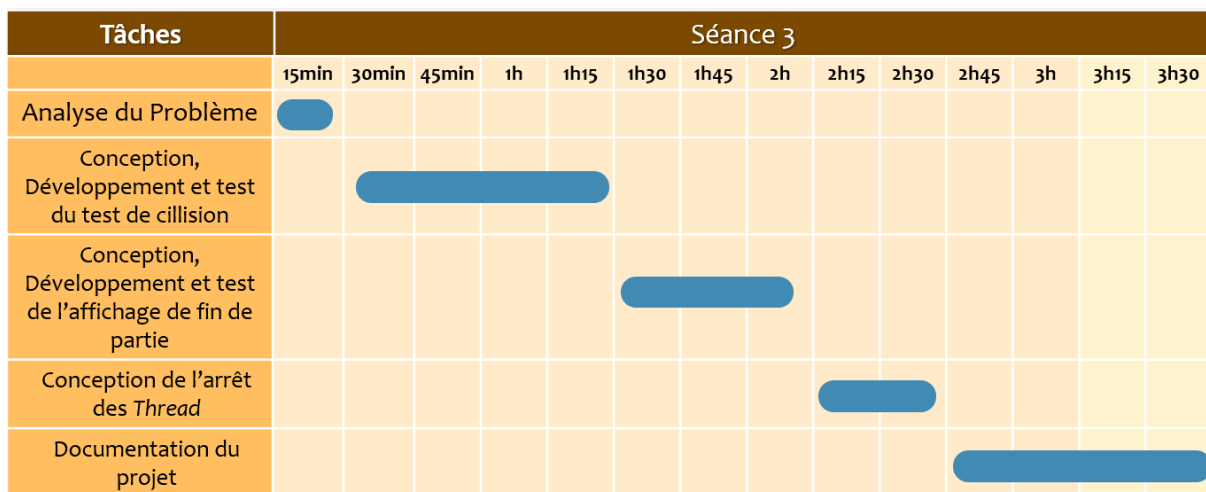 Tâches
Séance 3
15min 30min 45min 1h 1h15 1h30 1h45 2h 2h15 2h30 2h45 3h 3h15 3h30
Analyse du Problème
Conception,
Développement et test
du test de cillision
Conception,
Développement et test
de l’affichage de fin de
partie
Conception de l’arrêt
des Thread
Documentation du
projet